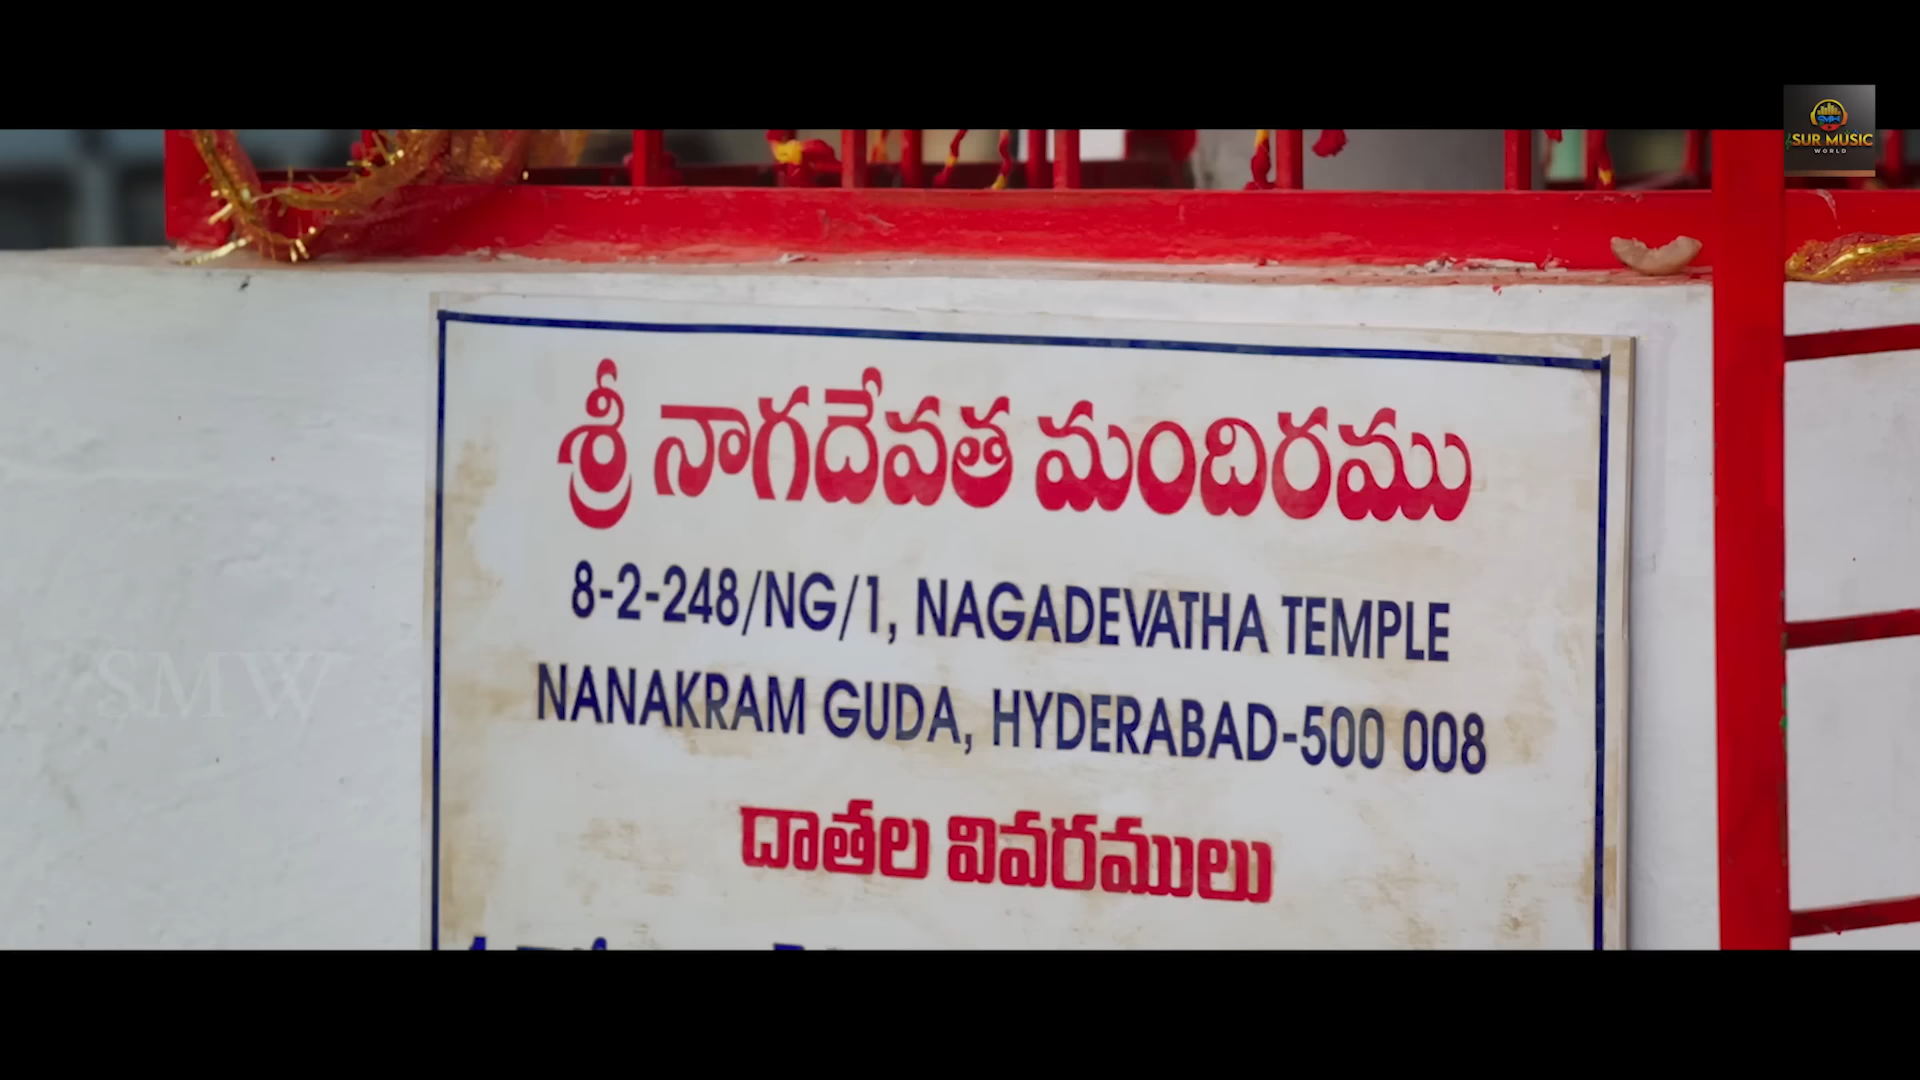 SUR MUSIC
WORLD
శ్రీ నాగదేవత మందిరము
8-2-248/NG/1, NAGADEVATHA TEMPLE
NANAKRAM GUDA, HYDERABAD-500 008
SMW
దాతల వివరములు